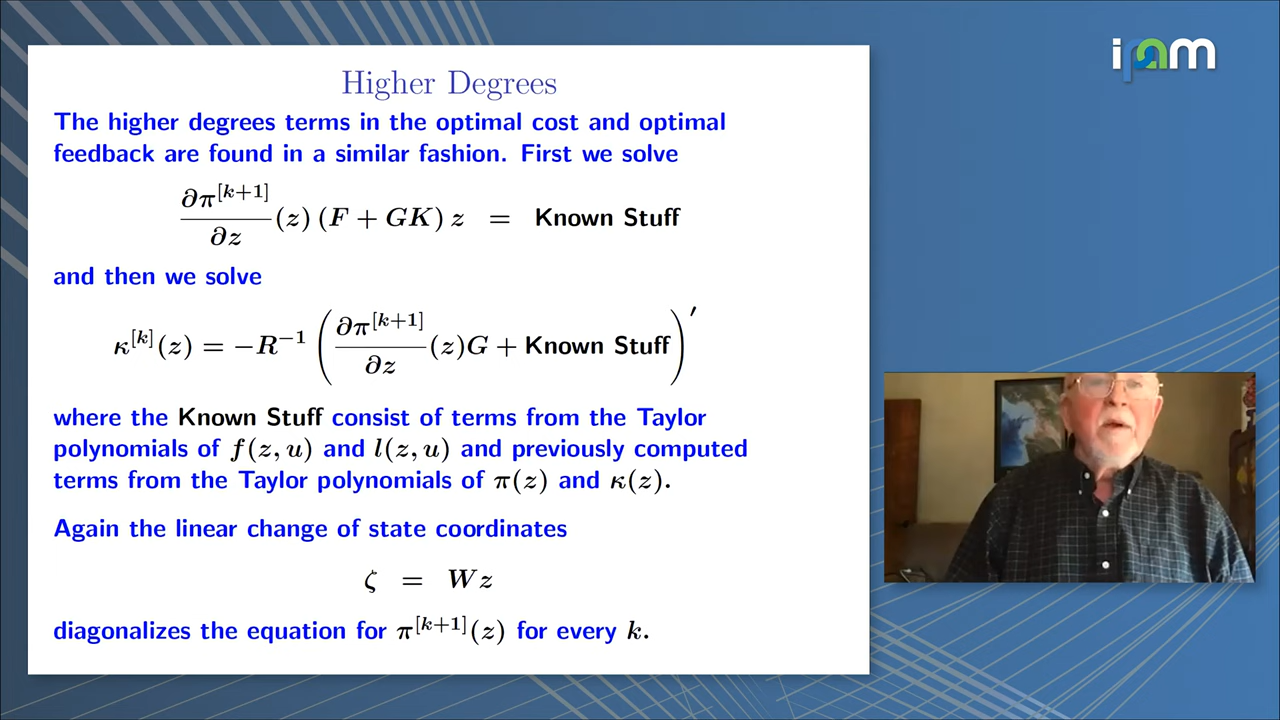 Higher Degrees
The higher degrees terms in the optimal cost and optimal
feedback are found in a similar fashion. First we solve
∂π^[k+1]/∂z (z) (F + GK) z = Known Stuff
and then we solve
κ^[k](z) = −R^−1 (∂π^[k+1]/∂z (z)G + Known Stuff)′
where the Known Stuff consist of terms from the Taylor
polynomials of f(z, u) and l(z, u) and previously computed
terms from the Taylor polynomials of π(z) and κ(z).
Again the linear change of state coordinates
ζ = Wz
diagonalizes the equation for π^[k+1](z) for every k.
ipam